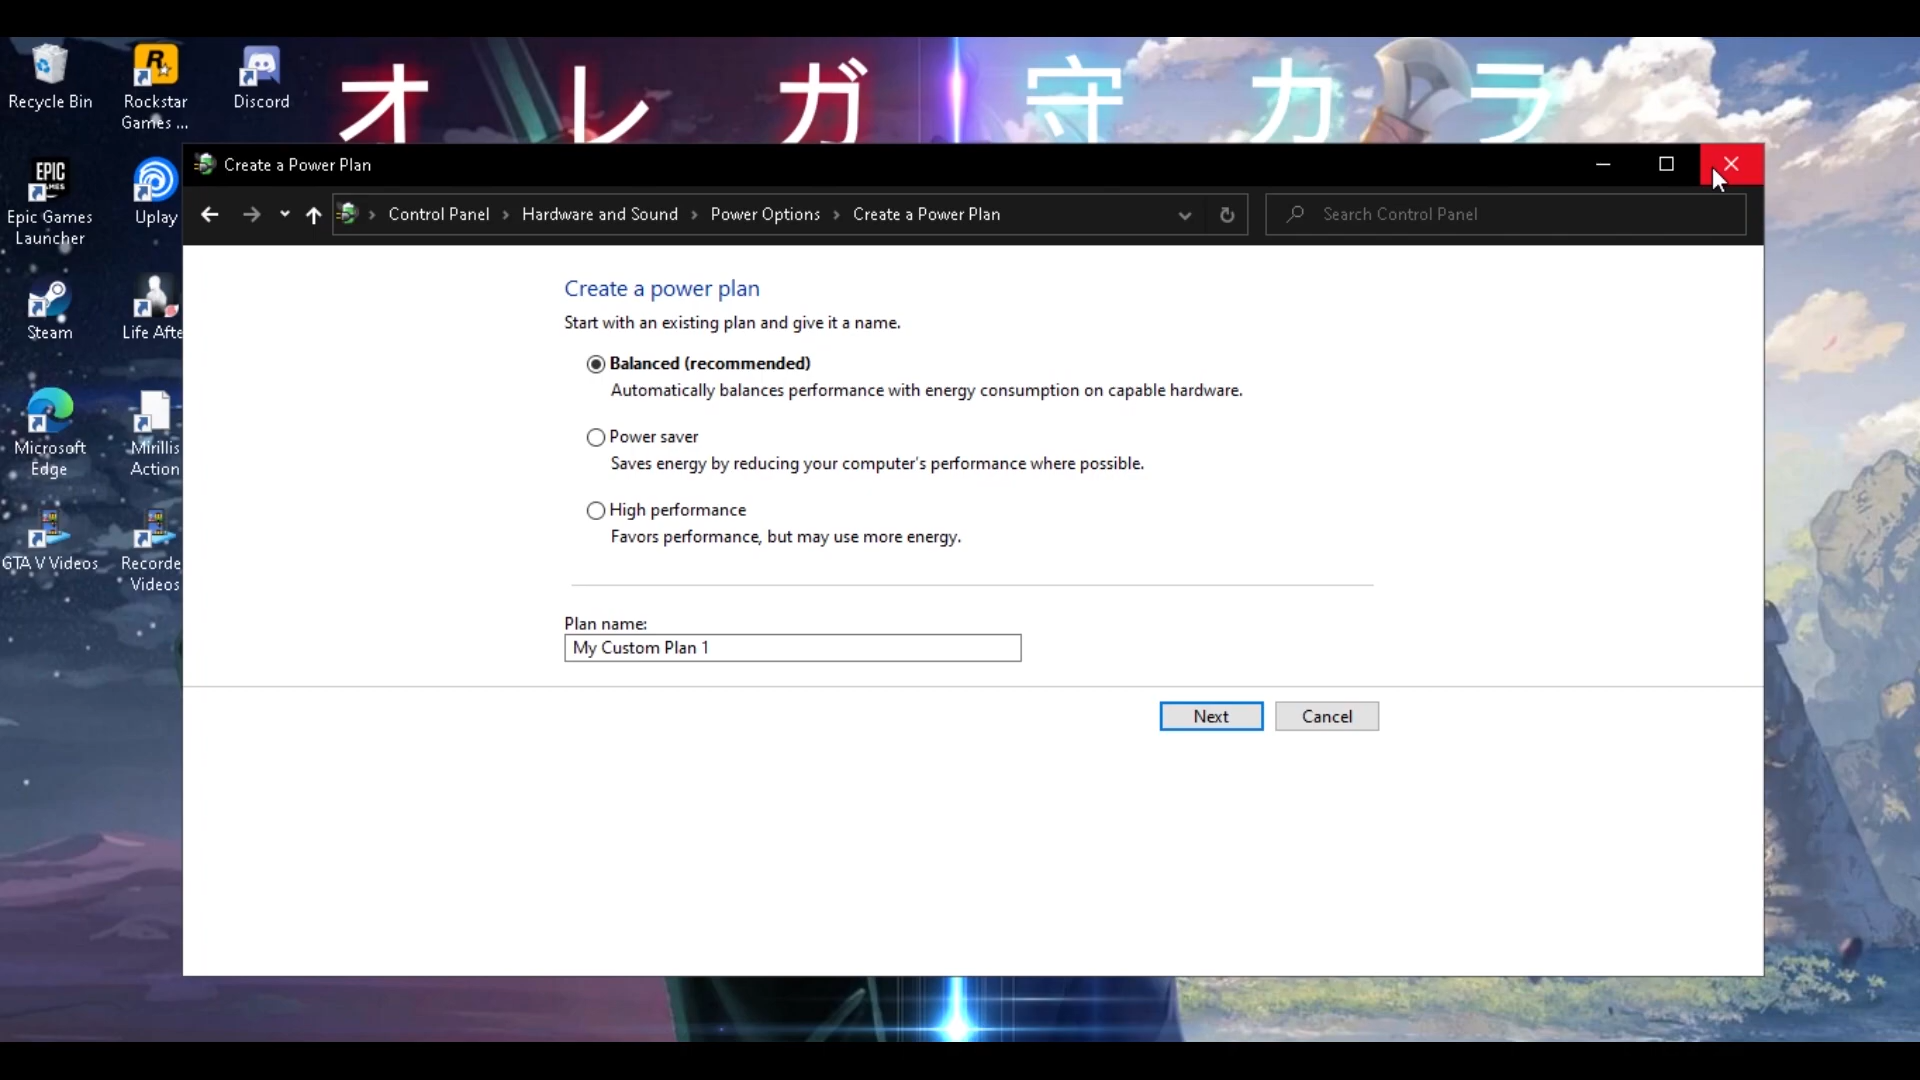 オレガ守カラ
Recycle Bin
Rockstar
Games ...
Discord
EPIC
Epic Games
Launcher
Uplay
Steam
Life Afte
Microsoft
Edge
Mirillis
Action
GTA V Videos
Recorde
Videos
Create a Power Plan
Control Panel › Hardware and Sound › Power Options › Create a Power Plan
Search Control Panel
Create a power plan
Start with an existing plan and give it a name.
Balanced (recommended)
Automatically balances performance with energy consumption on capable hardware.
Power saver
Saves energy by reducing your computer's performance where possible.
High performance
Favors performance, but may use more energy.
Plan name:
My Custom Plan 1
Next
Cancel